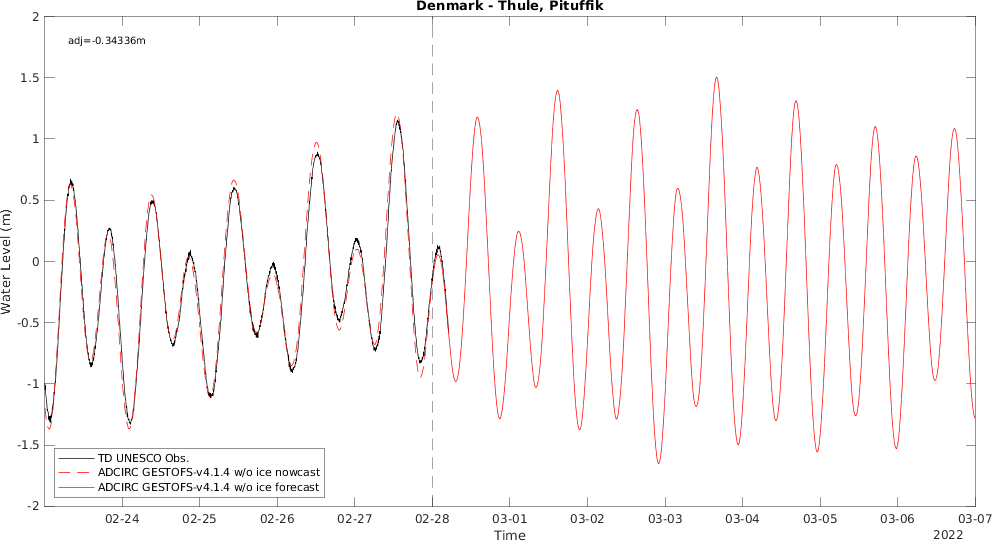 Denmark - Thule, Pituffik
adj=-0.34336m
2
1.5
1
0.5
0
-0.5
-1
-1.5
-2
Water Level (m)
TD UNESCO Obs.
ADCIRC GESTOFS-v4.1.4 w/o ice nowcast
ADCIRC GESTOFS-v4.1.4 w/o ice forecast
02-24 02-25 02-26 02-27 02-28 03-01 03-02 03-03 03-04 03-05 03-06 03-07
Time
2022